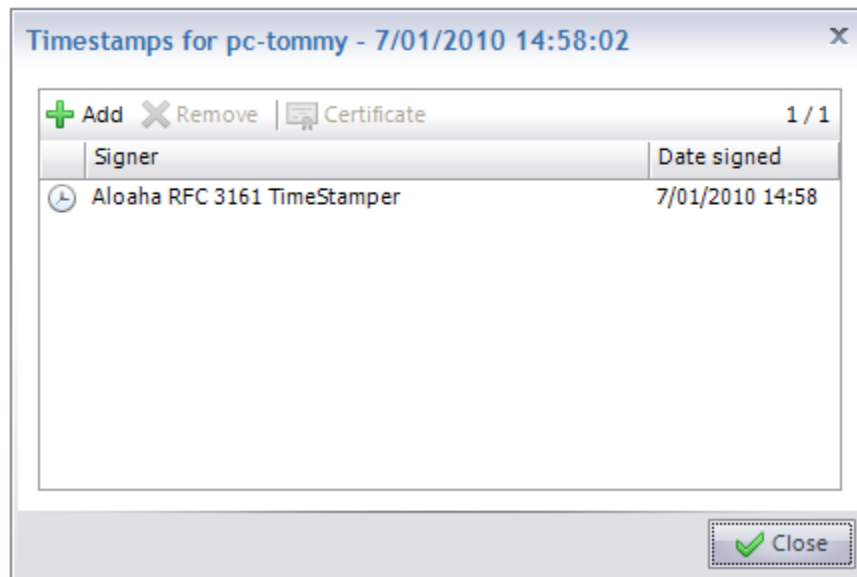 Timestamps for pc-tommy - 7/01/2010 14:58:02
Add Remove Certificate 1 / 1
Signer Date signed
Aloaha RFC 3161 TimeStamper 7/01/2010 14:58
Close